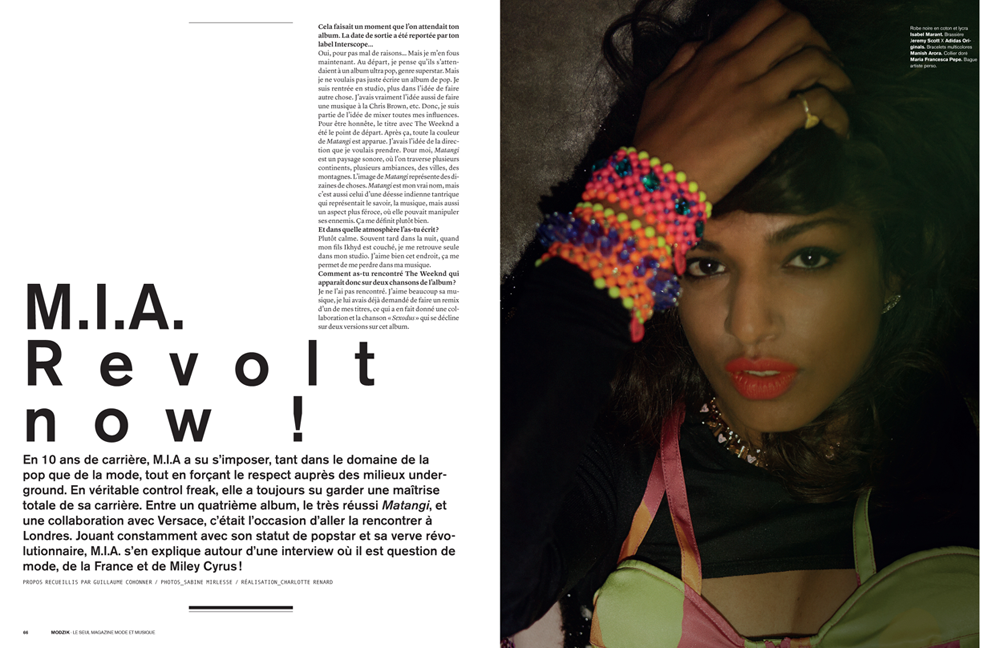 Cela faisait un moment que l'on attendait ton
album. La date de sortie a été reportée par ton
label Interscope...
Oui, pour pas mal de raisons... Mais je m'en fous
maintenant. Au départ, je pense qu'ils s'atten-
daient à un album ultra pop, genre superstar. Mais
je ne voulais pas juste écrire un album de pop. Je
suis rentrée en studio, plus dans l'idée de faire
autre chose. J'avais vraiment l'idée aussi de faire
une musique à la Chris Brown, etc. Donc, je suis
partie de l'idée de mixer toutes mes influences.
Pour être honnête, le titre avec The Weeknd a
été le point de départ. Après ça, toute la couleur
de Matangi est apparue. J'avais l'idée de la direc-
tion que je voulais prendre. Pour moi, Matangi
est un paysage sonore, où l'on traverse plusieurs
continents, plusieurs ambiances, des villes, des
montagnes. L'image de Matangi représente des di-
zaines de choses. Matangi est mon vrai nom, mais
c'est aussi celui d'une déesse indienne tantrique
qui représentait le savoir, la musique, mais aussi
un aspect plus féroce, où elle pouvait manipuler
ses ennemis. Ça me définit plutôt bien.
Et dans quelle atmosphère l'as-tu écrit ?
Plutôt calme. Souvent tard dans la nuit, quand
mon fils Ikhyd est couché, je me retrouve seule
dans mon studio. J'aime bien cet endroit, ça me
permet de me perdre dans ma musique.
Comment as-tu rencontré The Weeknd qui
apparaît donc sur deux chansons de l'album ?
Je ne l'ai pas rencontré. J'aime beaucoup sa mu-
sique, je lui avais déjà demandé de faire un remix
d'un de mes titres, ce qui a en fait donné une col-
laboration et la chanson « Sexodus » qui se décline
sur deux versions sur cet album.
M.I.A.
Revolt
now !
En 10 ans de carrière, M.I.A a su s'imposer, tant dans le domaine de la
pop que de la mode, tout en forçant le respect auprès des milieux under-
ground. En véritable control freak, elle a toujours su garder une maîtrise
totale de sa carrière. Entre un quatrième album, le très réussi Matangi, et
une collaboration avec Versace, c'était l'occasion d'aller la rencontrer à
Londres. Jouant constamment avec son statut de popstar et sa verve révo-
lutionnaire, M.I.A. s'en explique autour d'une interview où il est question de
mode, de la France et de Miley Cyrus !
PROPOS RECUEILLIS PAR GUILLAUME COHONNER / PHOTOS_SABINE MIRLESSE / RÉALISATION_CHARLOTTE RENARD
68 MODZIK - LE SEUL MAGAZINE MODE ET MUSIQUE
Robe noire en coton et lycra
Isabel Marant. Brassière
Jeremy Scott X Adidas Ori-
ginals. Bracelets multicolores
Manish Arora. Collier doré
Maria Francesca Pepe. Bague
artiste perso.